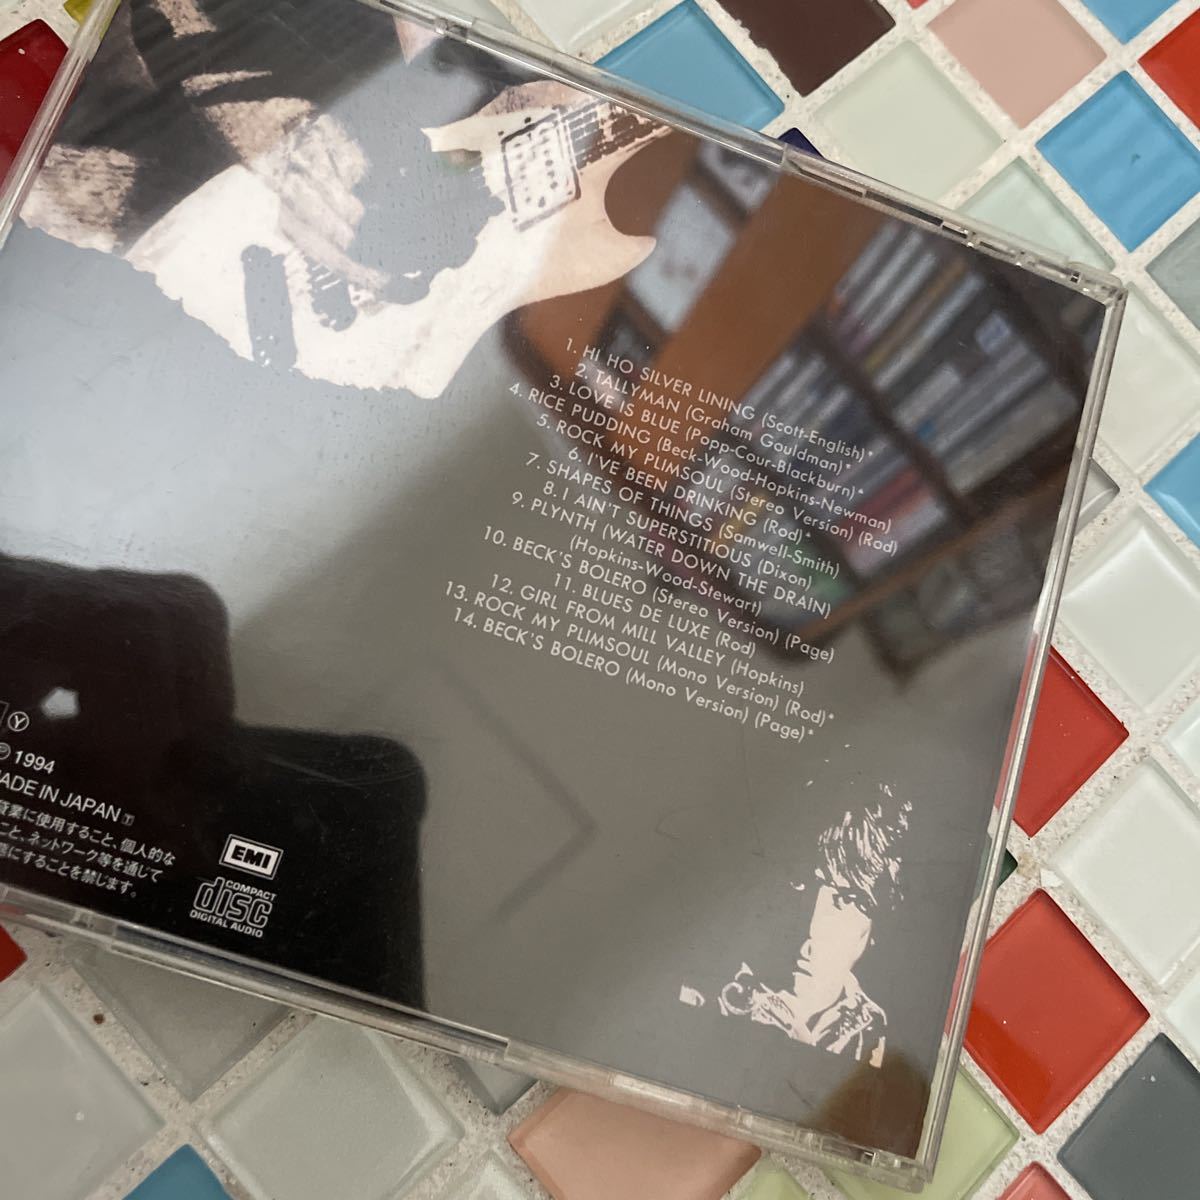 1. HI HO SILVER LINING (Scott-English)*
2. TALLYMAN (Graham Gouldman)*
3. LOVE IS BLUE (Popp-Cour-Blackburn)*
4. RICE PUDDING (Beck-Wood-Hopkins-Newman)
5. ROCK MY PLIMSOUL (Stereo Version) (Rod)
6. I'VE BEEN DRINKING (Rod)*
7. SHAPES OF THINGS (Samwell-Smith)
8. I AIN'T SUPERSTITIOUS (Dixon)
9. PLYNTH (WATER DOWN THE DRAIN)
(Hopkins-Wood-Stewart)
10. BECK'S BOLERO (Stereo Version) (Page)
11. BLUES DE LUXE (Rod)
12. GIRL FROM MILL VALLEY (Hopkins)
13. ROCK MY PLIMSOUL (Mono Version) (Rod)*
14. BECK'S BOLERO (Mono Version) (Page)*
Ⓨ
Ⓟ 1994
ADE IN JAPAN Ⓣ
貸業に使用すること、個人的な
こと、ネットワーク等を通じて
にすることを禁じます。
EMI
COMPACT
disc
DIGITAL AUDIO